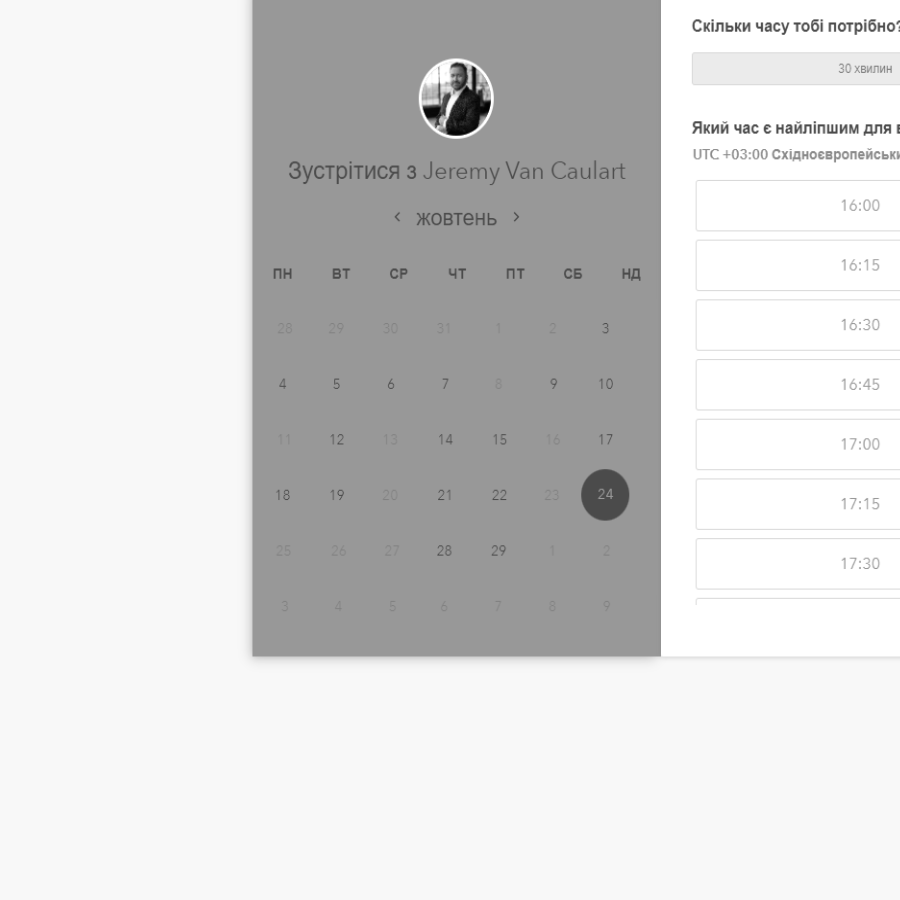 Зустрітися з Jeremy Van Caulart
‹ жовтень ›
ПН ВТ СР ЧТ ПТ СБ НД
28 29 30 31 1 2 3
4 5 6 7 8 9 10
11 12 13 14 15 16 17
18 19 20 21 22 23 24
25 26 27 28 29 1 2
3 4 5 6 7 8 9
Скільки часу тобі потрібно?
30 хвилин
Який час є найліпшим для
UTC +03:00 Східноєвропейськи
16:00
16:15
16:30
16:45
17:00
17:15
17:30